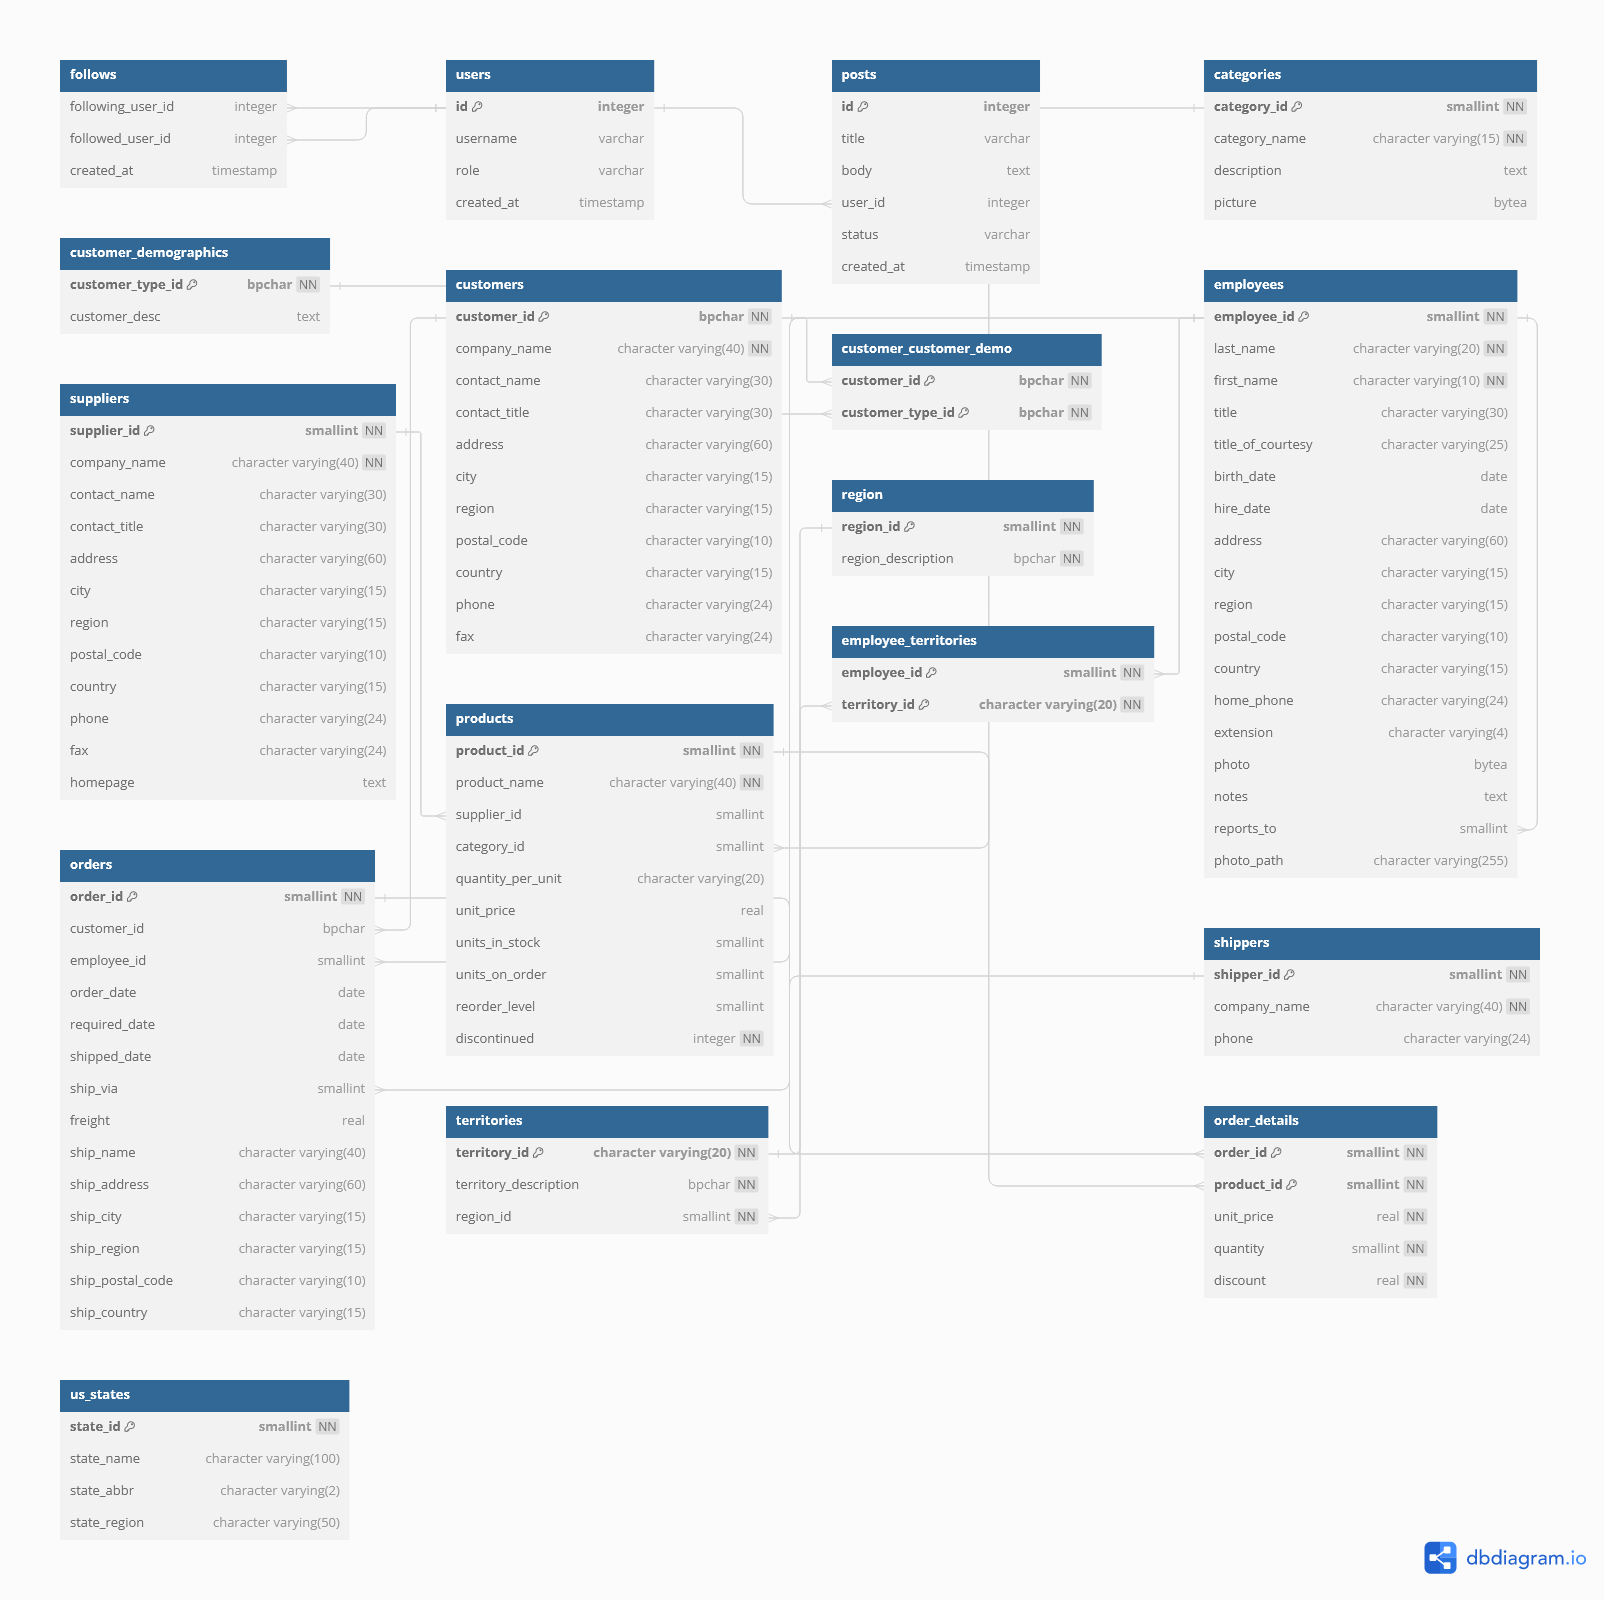 follows
following_user_id integer
followed_user_id integer
created_at timestamp
users
id integer
username varchar
role varchar
created_at timestamp
posts
id integer
title varchar
body text
user_id integer
status varchar
created_at timestamp
categories
category_id smallint NN
category_name character varying(15) NN
description text
picture bytea
customer_demographics
customer_type_id bpchar NN
customer_desc text
customers
customer_id bpchar NN
company_name character varying(40) NN
contact_name character varying(30)
contact_title character varying(30)
address character varying(60)
city character varying(15)
region character varying(15)
postal_code character varying(10)
country character varying(15)
phone character varying(24)
fax character varying(24)
customer_customer_demo
customer_id bpchar NN
customer_type_id bpchar NN
employees
employee_id smallint NN
last_name character varying(20) NN
first_name character varying(10) NN
title character varying(30)
title_of_courtesy character varying(25)
birth_date date
hire_date date
address character varying(60)
city character varying(15)
region character varying(15)
postal_code character varying(10)
country character varying(15)
home_phone character varying(24)
extension character varying(4)
photo bytea
notes text
reports_to smallint
photo_path character varying(255)
suppliers
supplier_id smallint NN
company_name character varying(40) NN
contact_name character varying(30)
contact_title character varying(30)
address character varying(60)
city character varying(15)
region character varying(15)
postal_code character varying(10)
country character varying(15)
phone character varying(24)
fax character varying(24)
homepage text
region
region_id smallint NN
region_description bpchar NN
employee_territories
employee_id smallint NN
territory_id character varying(20) NN
products
product_id smallint NN
product_name character varying(40) NN
supplier_id smallint
category_id smallint
quantity_per_unit character varying(20)
unit_price real
units_in_stock smallint
units_on_order smallint
reorder_level smallint
discontinued integer NN
orders
order_id smallint NN
customer_id bpchar
employee_id smallint
order_date date
required_date date
shipped_date date
ship_via smallint
freight real
ship_name character varying(40)
ship_address character varying(60)
ship_city character varying(15)
ship_region character varying(15)
ship_postal_code character varying(10)
ship_country character varying(15)
shippers
shipper_id smallint NN
company_name character varying(40) NN
phone character varying(24)
territories
territory_id character varying(20) NN
territory_description bpchar NN
region_id smallint NN
order_details
order_id smallint NN
product_id smallint NN
unit_price real NN
quantity smallint NN
discount real NN
us_states
state_id smallint NN
state_name character varying(100)
state_abbr character varying(2)
state_region character varying(50)
dbdiagram.io